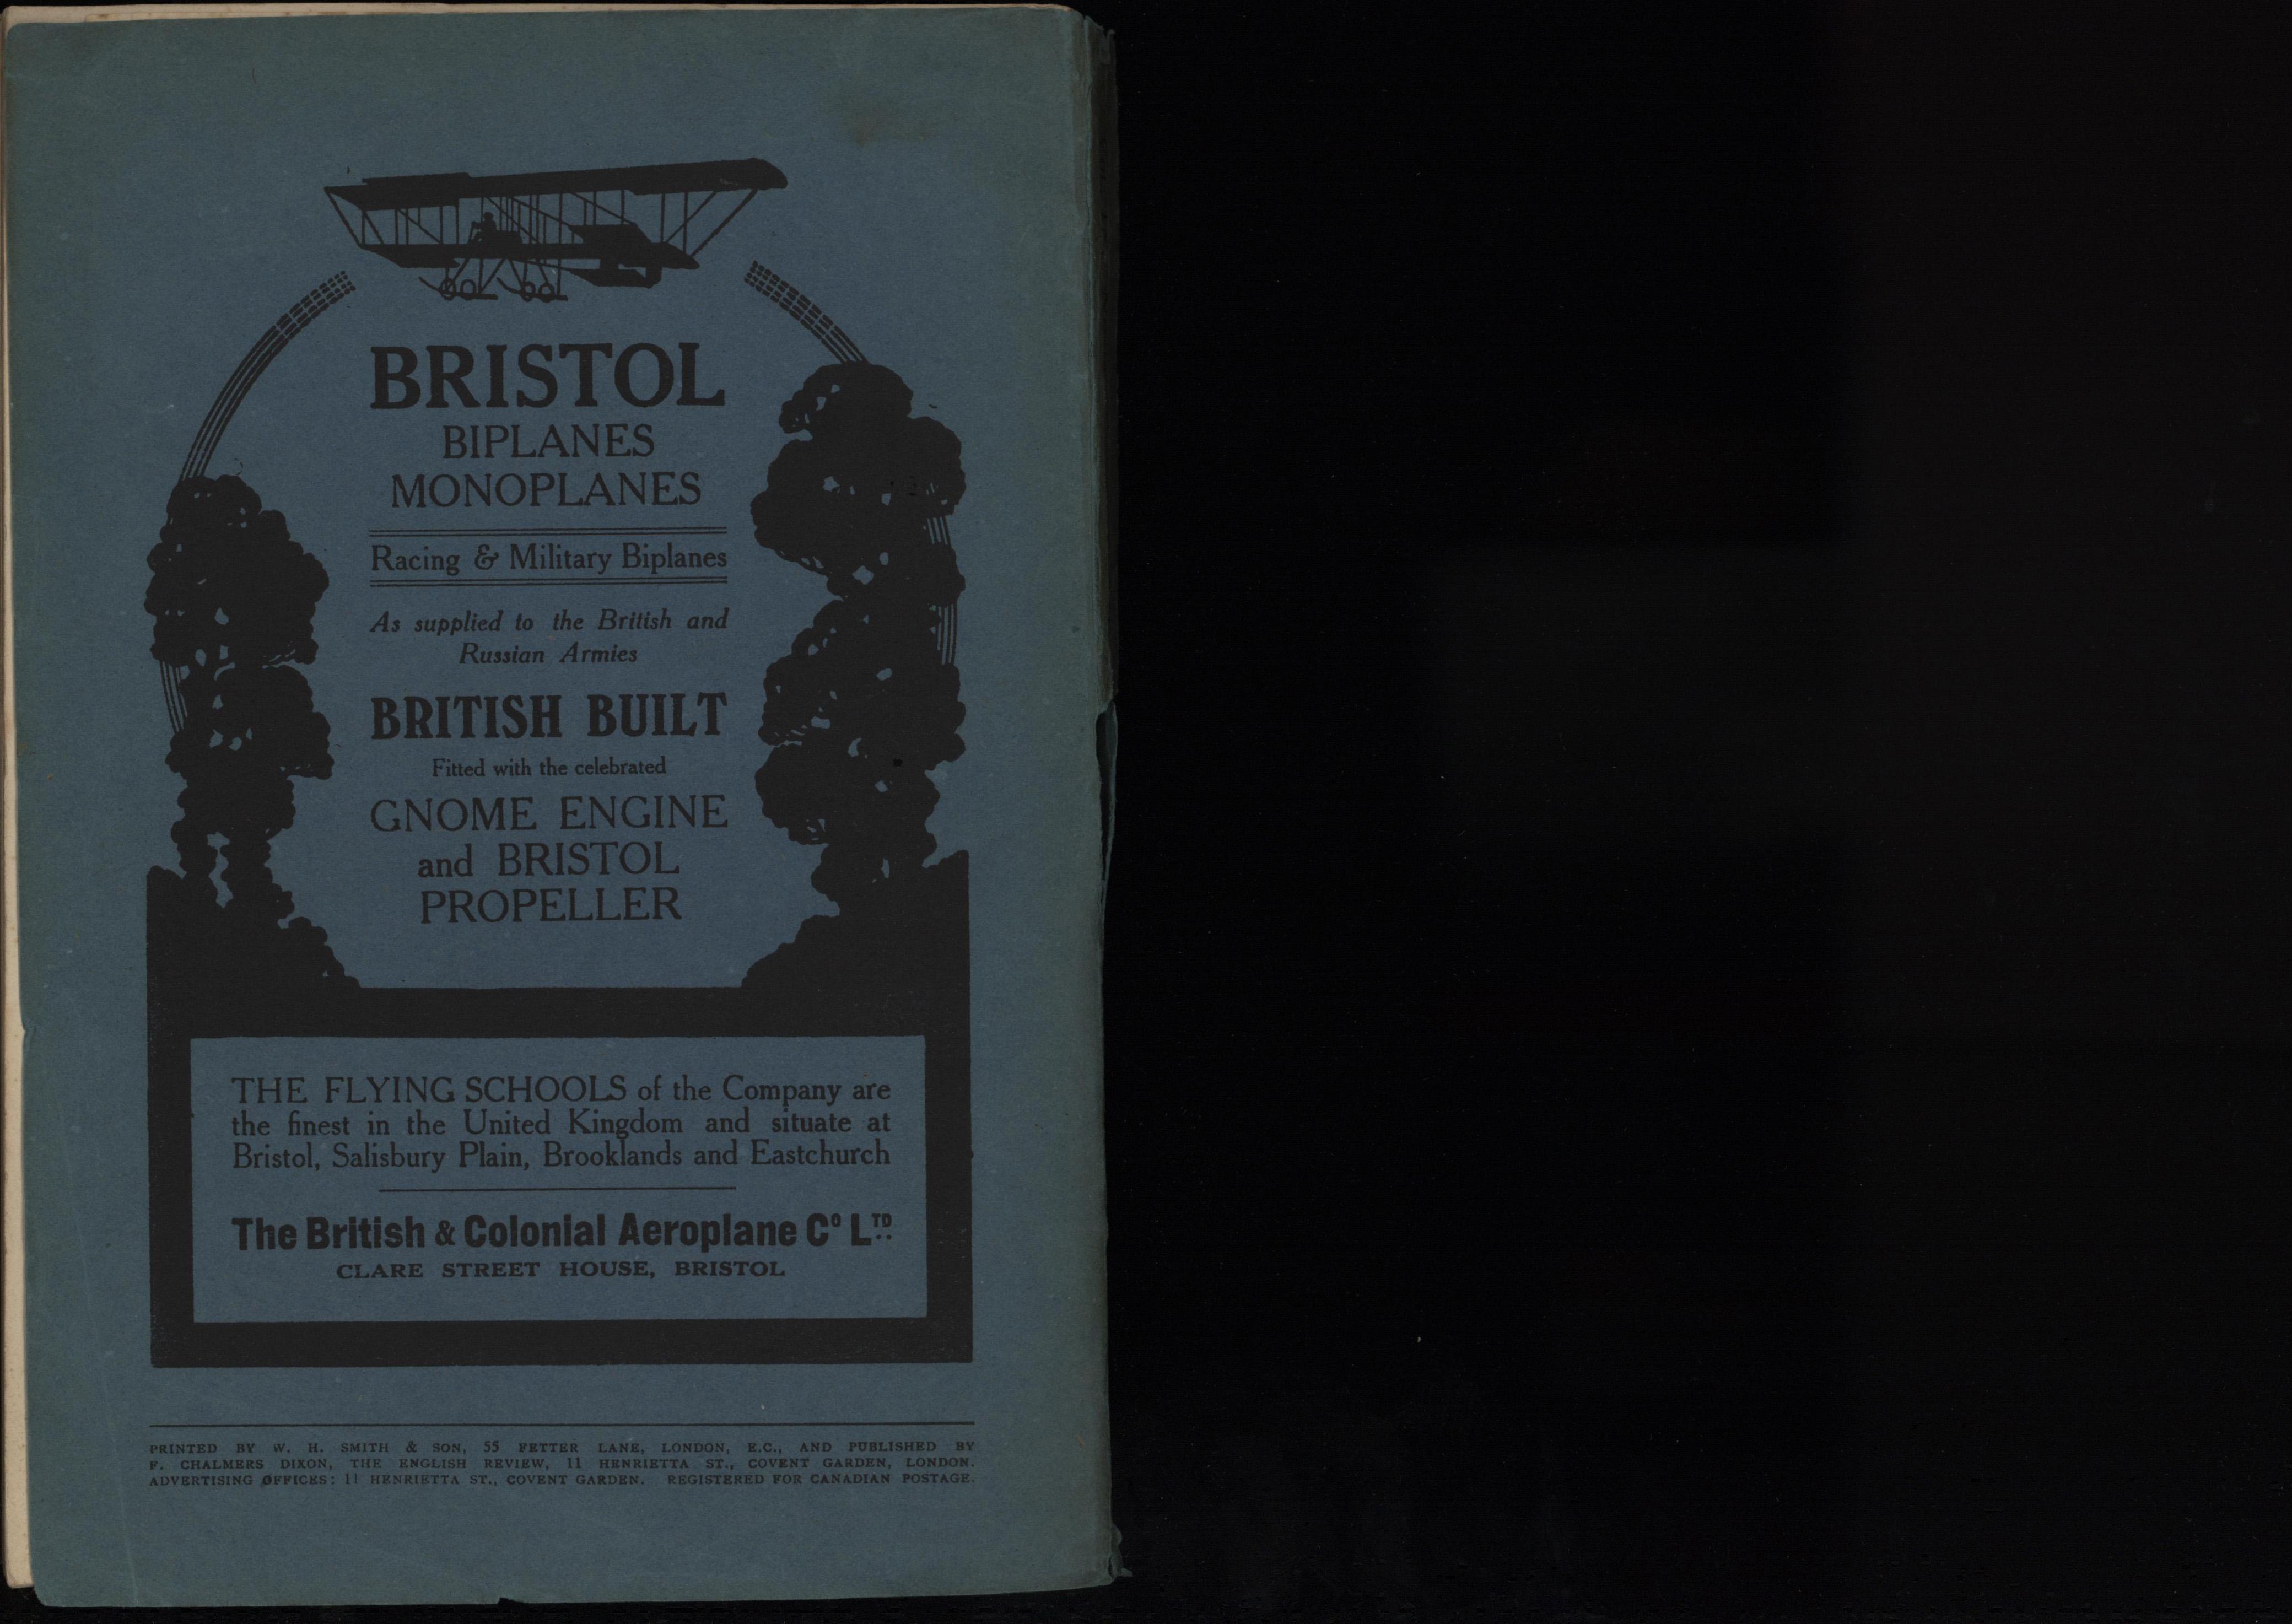 BRISTOL
BIPLANES
MONOPLANES
Racing & Military Biplanes
As supplied to the British and
Russian Armies
BRITISH BUILT
Fitted with the celebrated
GNOME ENGINE
and BRISTOL
PROPELLER
THE FLYING SCHOOLS of the Company are
the finest in the United Kingdom and situate at
Bristol, Salisbury Plain, Brooklands and Eastchurch
The British & Colonial Aeroplane Cº LTD
CLARE STREET HOUSE, BRISTOL
PRINTED BY W. H. SMITH & SON, 55 FETTER LANE, LONDON, E.C., AND PUBLISHED BY
F. CHALMERS DIXON, THE ENGLISH REVIEW, 11 HENRIETTA ST., COVENT GARDEN, LONDON.
ADVERTISING OFFICES: 11 HENRIETTA ST., COVENT GARDEN. REGISTERED FOR CANADIAN POSTAGE.